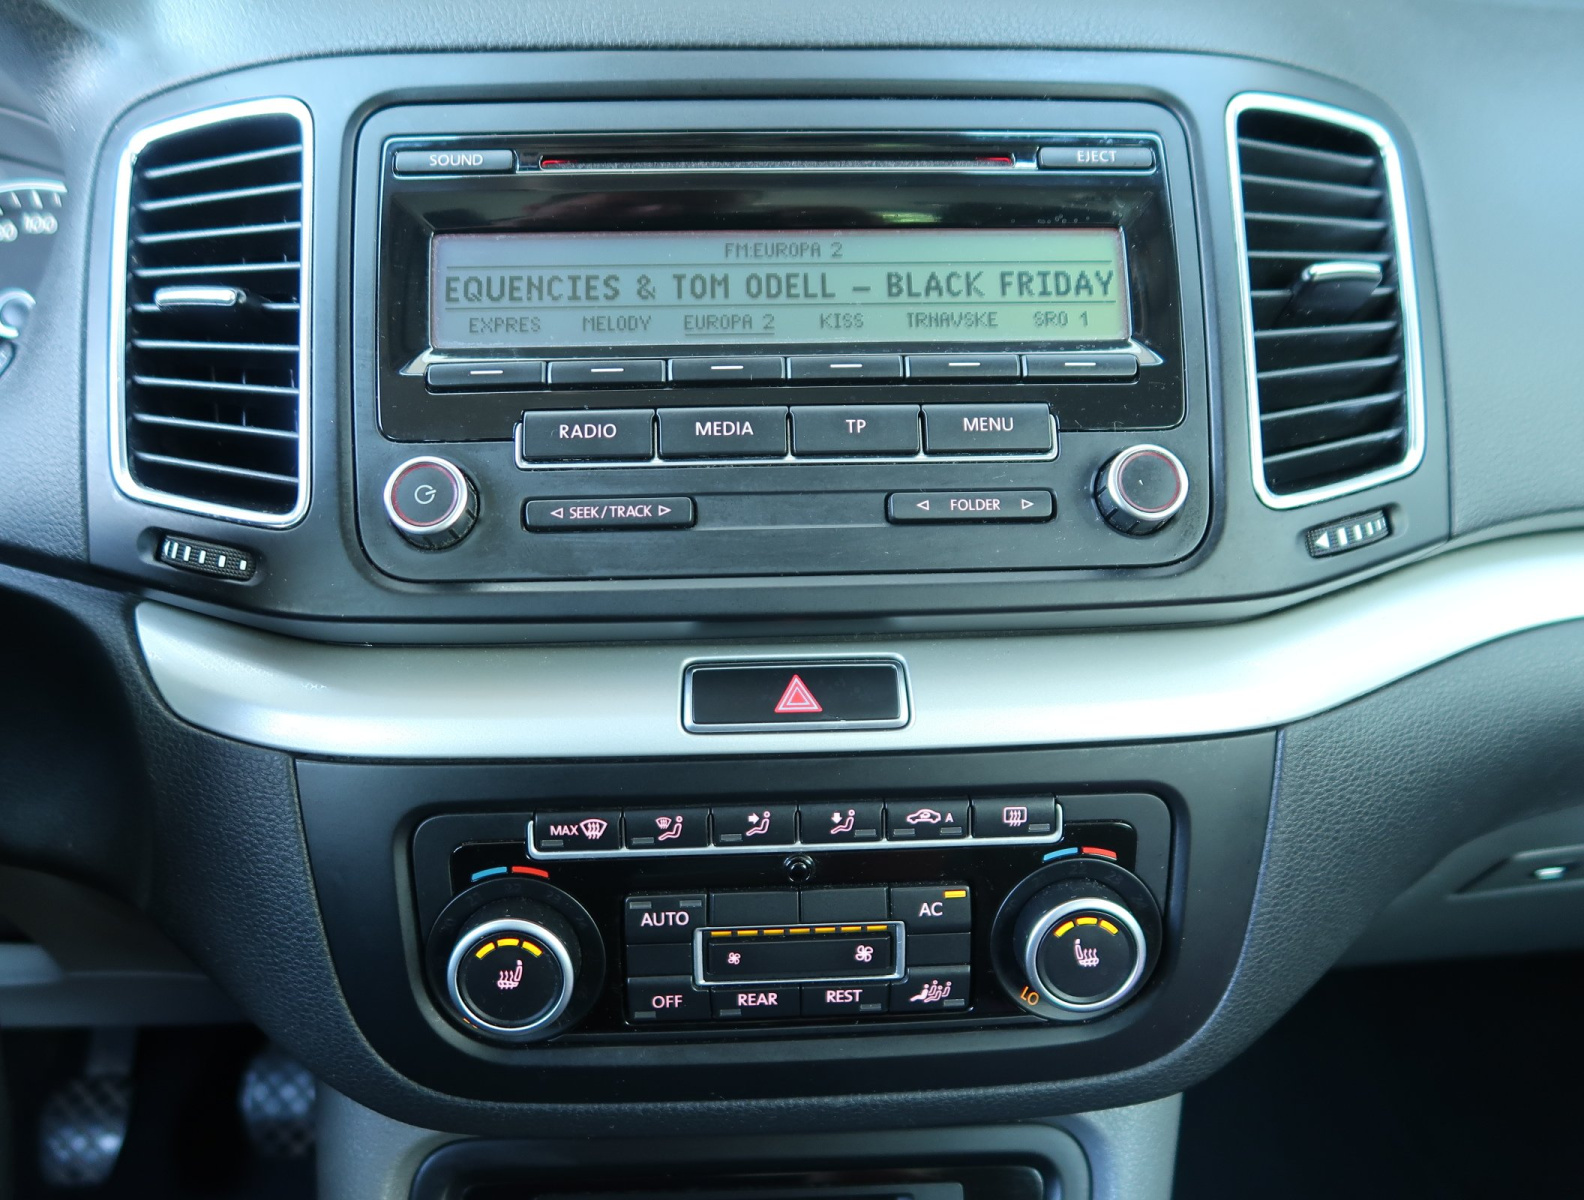 100
SOUND
EJECT
FM:EUROPA 2
EQUENCIES & TOM ODELL – BLACK FRIDAY
EXPRES MELODY EUROPA 2 KISS TRNAVSKE SRO 1
RADIO MEDIA TP MENU
SEEK/TRACK FOLDER
MAX A
AUTO AC
OFF REAR REST
LO